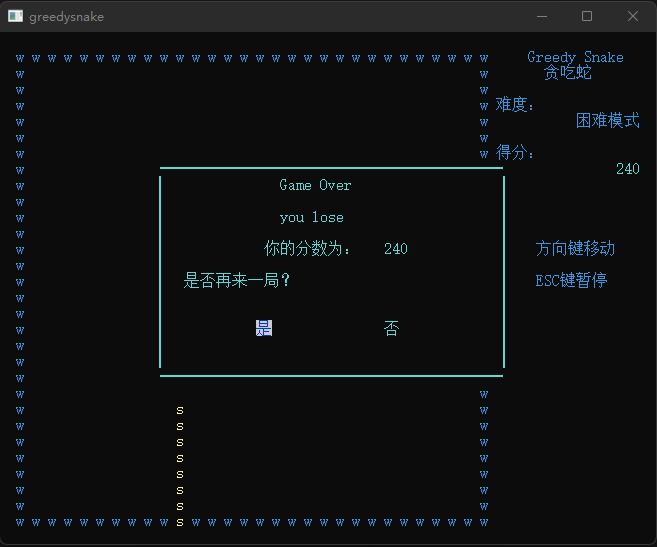 greedysnake
w w w w w w w w w w w w w w w w w w w w w w w w w w w w w w Greedy Snake
w w 贪吃蛇
w w
w w 难度：
w w 困难模式
w w
w w 得分：
w 240
w Game Over
w
w you lose
w
w 你的分数为： 240 方向键移动
w
w 是否再来一局？ ESC键暂停
w
w
w 是 否
w
w
w
w w
w s w
w s w
w s w
w s w
w s w
w s w
w s w
w w w w w w w w w w s w w w w w w w w w w w w w w w w w w w